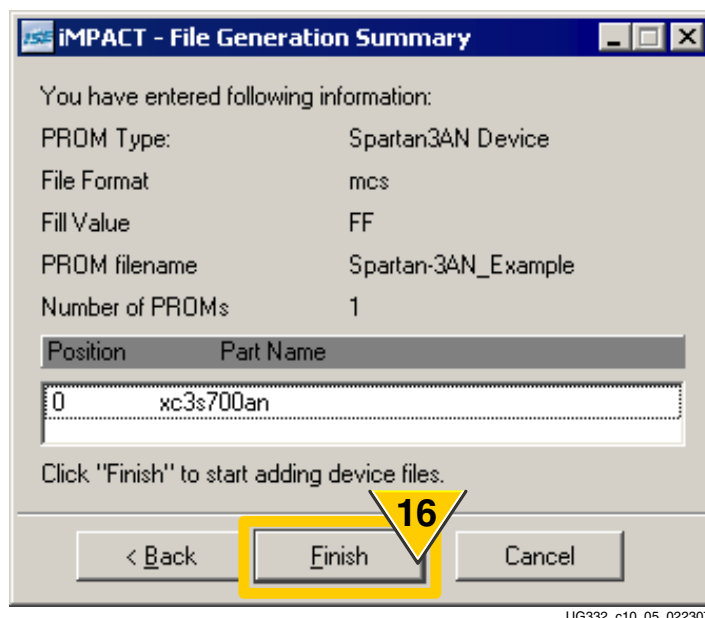 ISE iMPACT - File Generation Summary
You have entered following information:
PROM Type: Spartan3AN Device
File Format mcs
Fill Value FF
PROM filename Spartan-3AN_Example
Number of PROMs 1
Position Part Name
0 xc3s700an
Click "Finish" to start adding device files.
16
< Back Finish Cancel
UG332_c10_05_022307